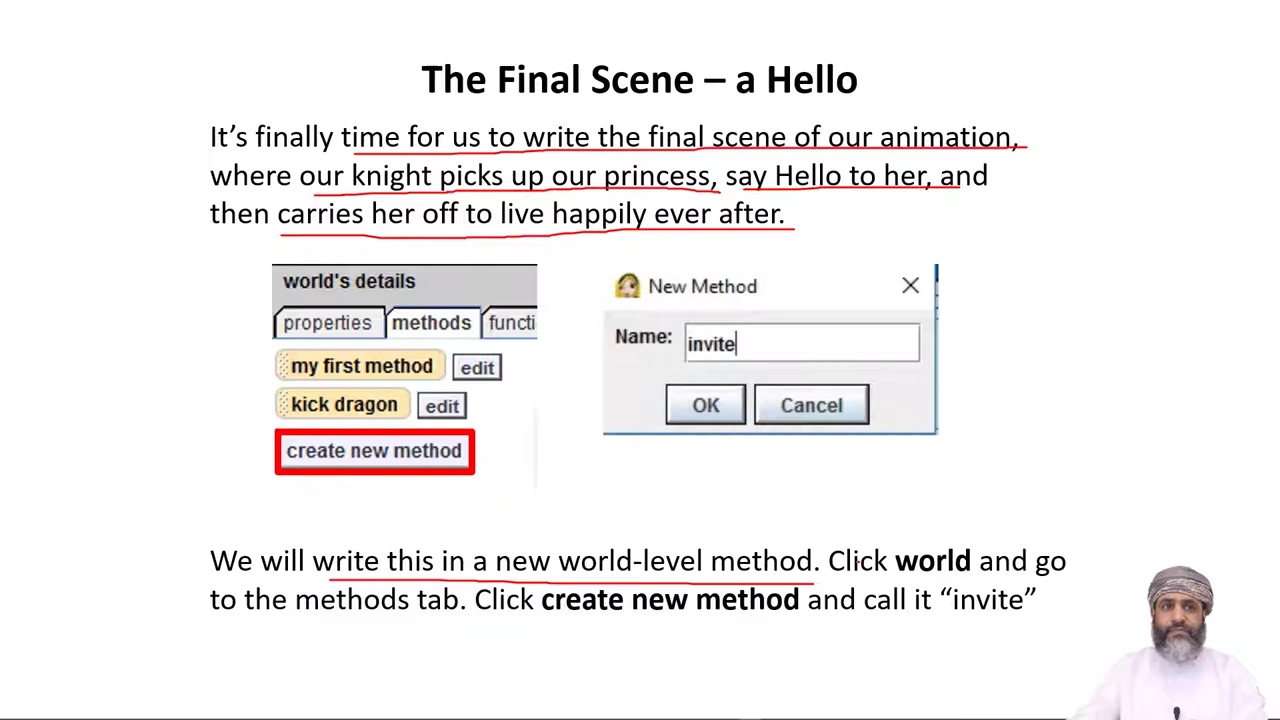 The Final Scene – a Hello
It's finally time for us to write the final scene of our animation,
where our knight picks up our princess, say Hello to her, and
then carries her off to live happily ever after.
world's details
properties methods functi
my first method edit
kick dragon edit
create new method
New Method
Name: invite
OK Cancel
We will write this in a new world-level method. Click world and go
to the methods tab. Click create new method and call it “invite”